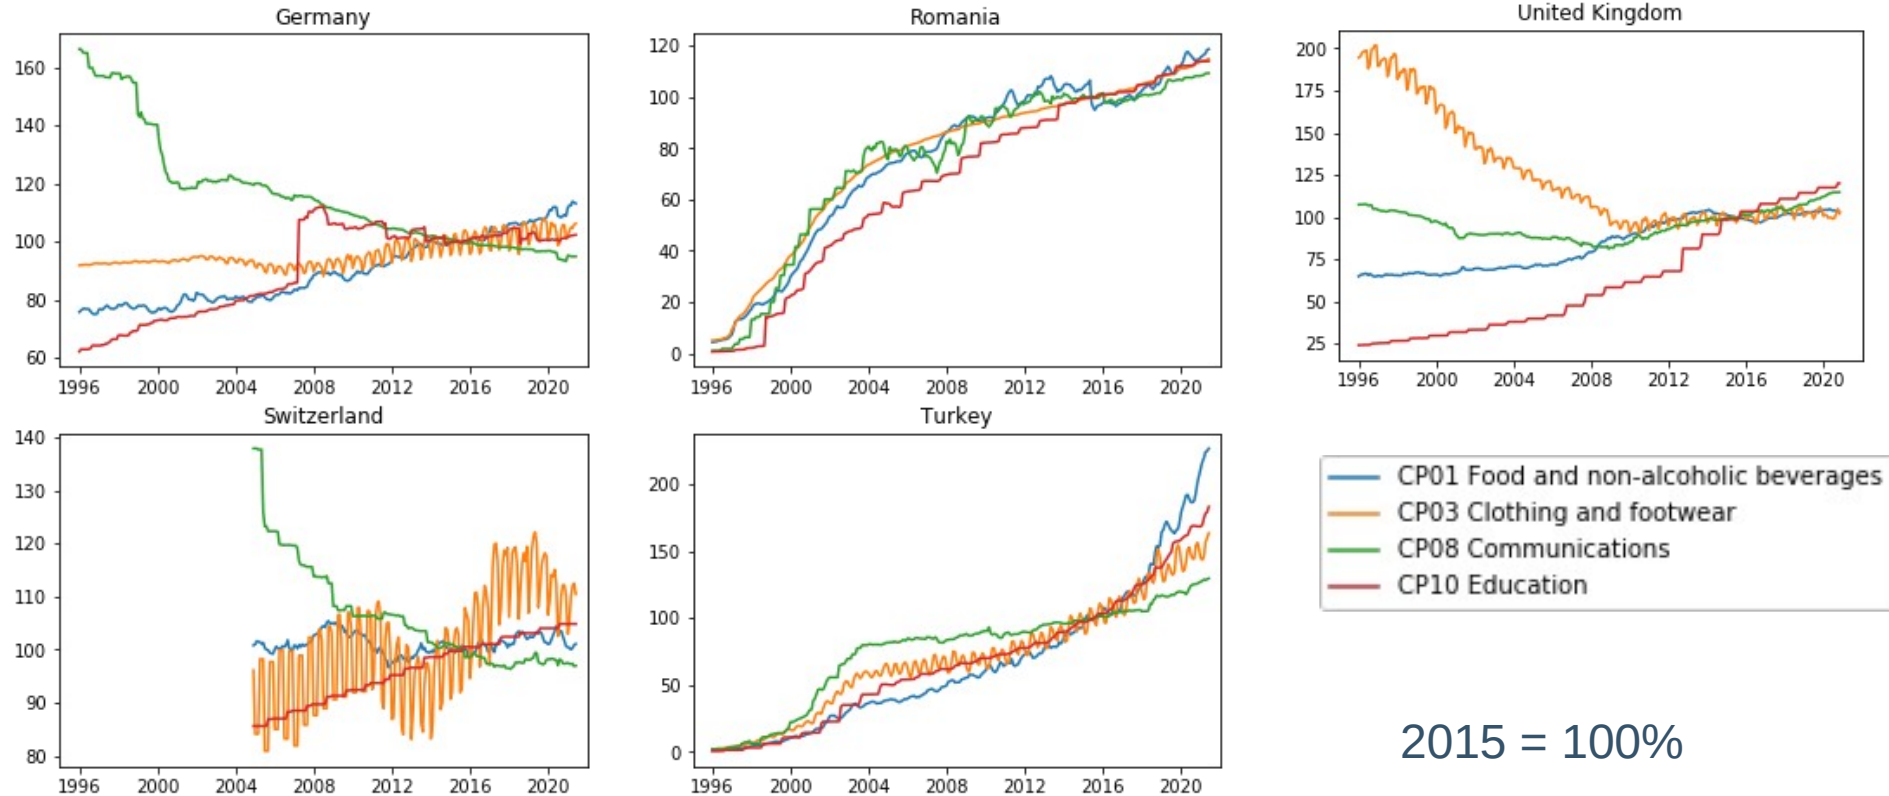 Germany
160
140
120
100
80
60
1996 2000 2004 2008 2012 2016 2020
Romania
120
100
80
60
40
20
0
1996 2000 2004 2008 2012 2016 2020
United Kingdom
200
175
150
125
100
75
50
25
1996 2000 2004 2008 2012 2016 2020
Switzerland
140
130
120
110
100
90
80
1996 2000 2004 2008 2012 2016 2020
Turkey
200
150
100
50
0
1996 2000 2004 2008 2012 2016 2020
CP01 Food and non-alcoholic beverages
CP03 Clothing and footwear
CP08 Communications
CP10 Education
2015 = 100%